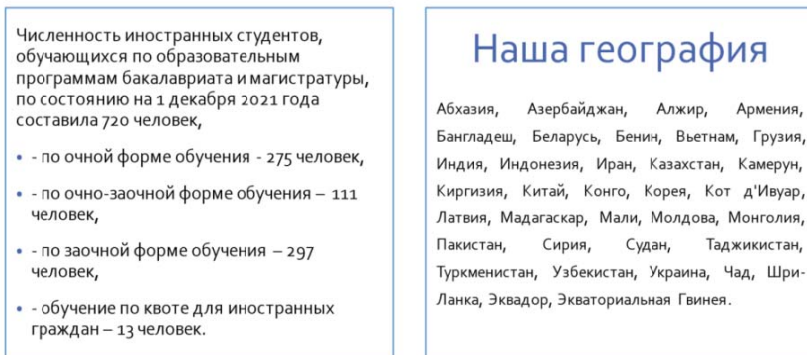 Численность иностранных студентов,
обучающихся по образовательным
программам бакалавриата и магистратуры,
по состоянию на 1 декабря 2021 года
составила 720 человек,
• - по очной форме обучения - 275 человек,
• - по очно-заочной форме обучения – 111
человек,
• - по заочной форме обучения – 297
человек,
• - обучение по квоте для иностранных
граждан – 13 человек.
Наша география
Абхазия, Азербайджан, Алжир, Армения,
Бангладеш, Беларусь, Бенин, Вьетнам, Грузия,
Индия, Индонезия, Иран, Казахстан, Камерун,
Киргизия, Китай, Конго, Корея, Кот д'Ивуар,
Латвия, Мадагаскар, Мали, Молдова, Монголия,
Пакистан, Сирия, Судан, Таджикистан,
Туркменистан, Узбекистан, Украина, Чад, Шри-
Ланка, Эквадор, Экваториальная Гвинея.